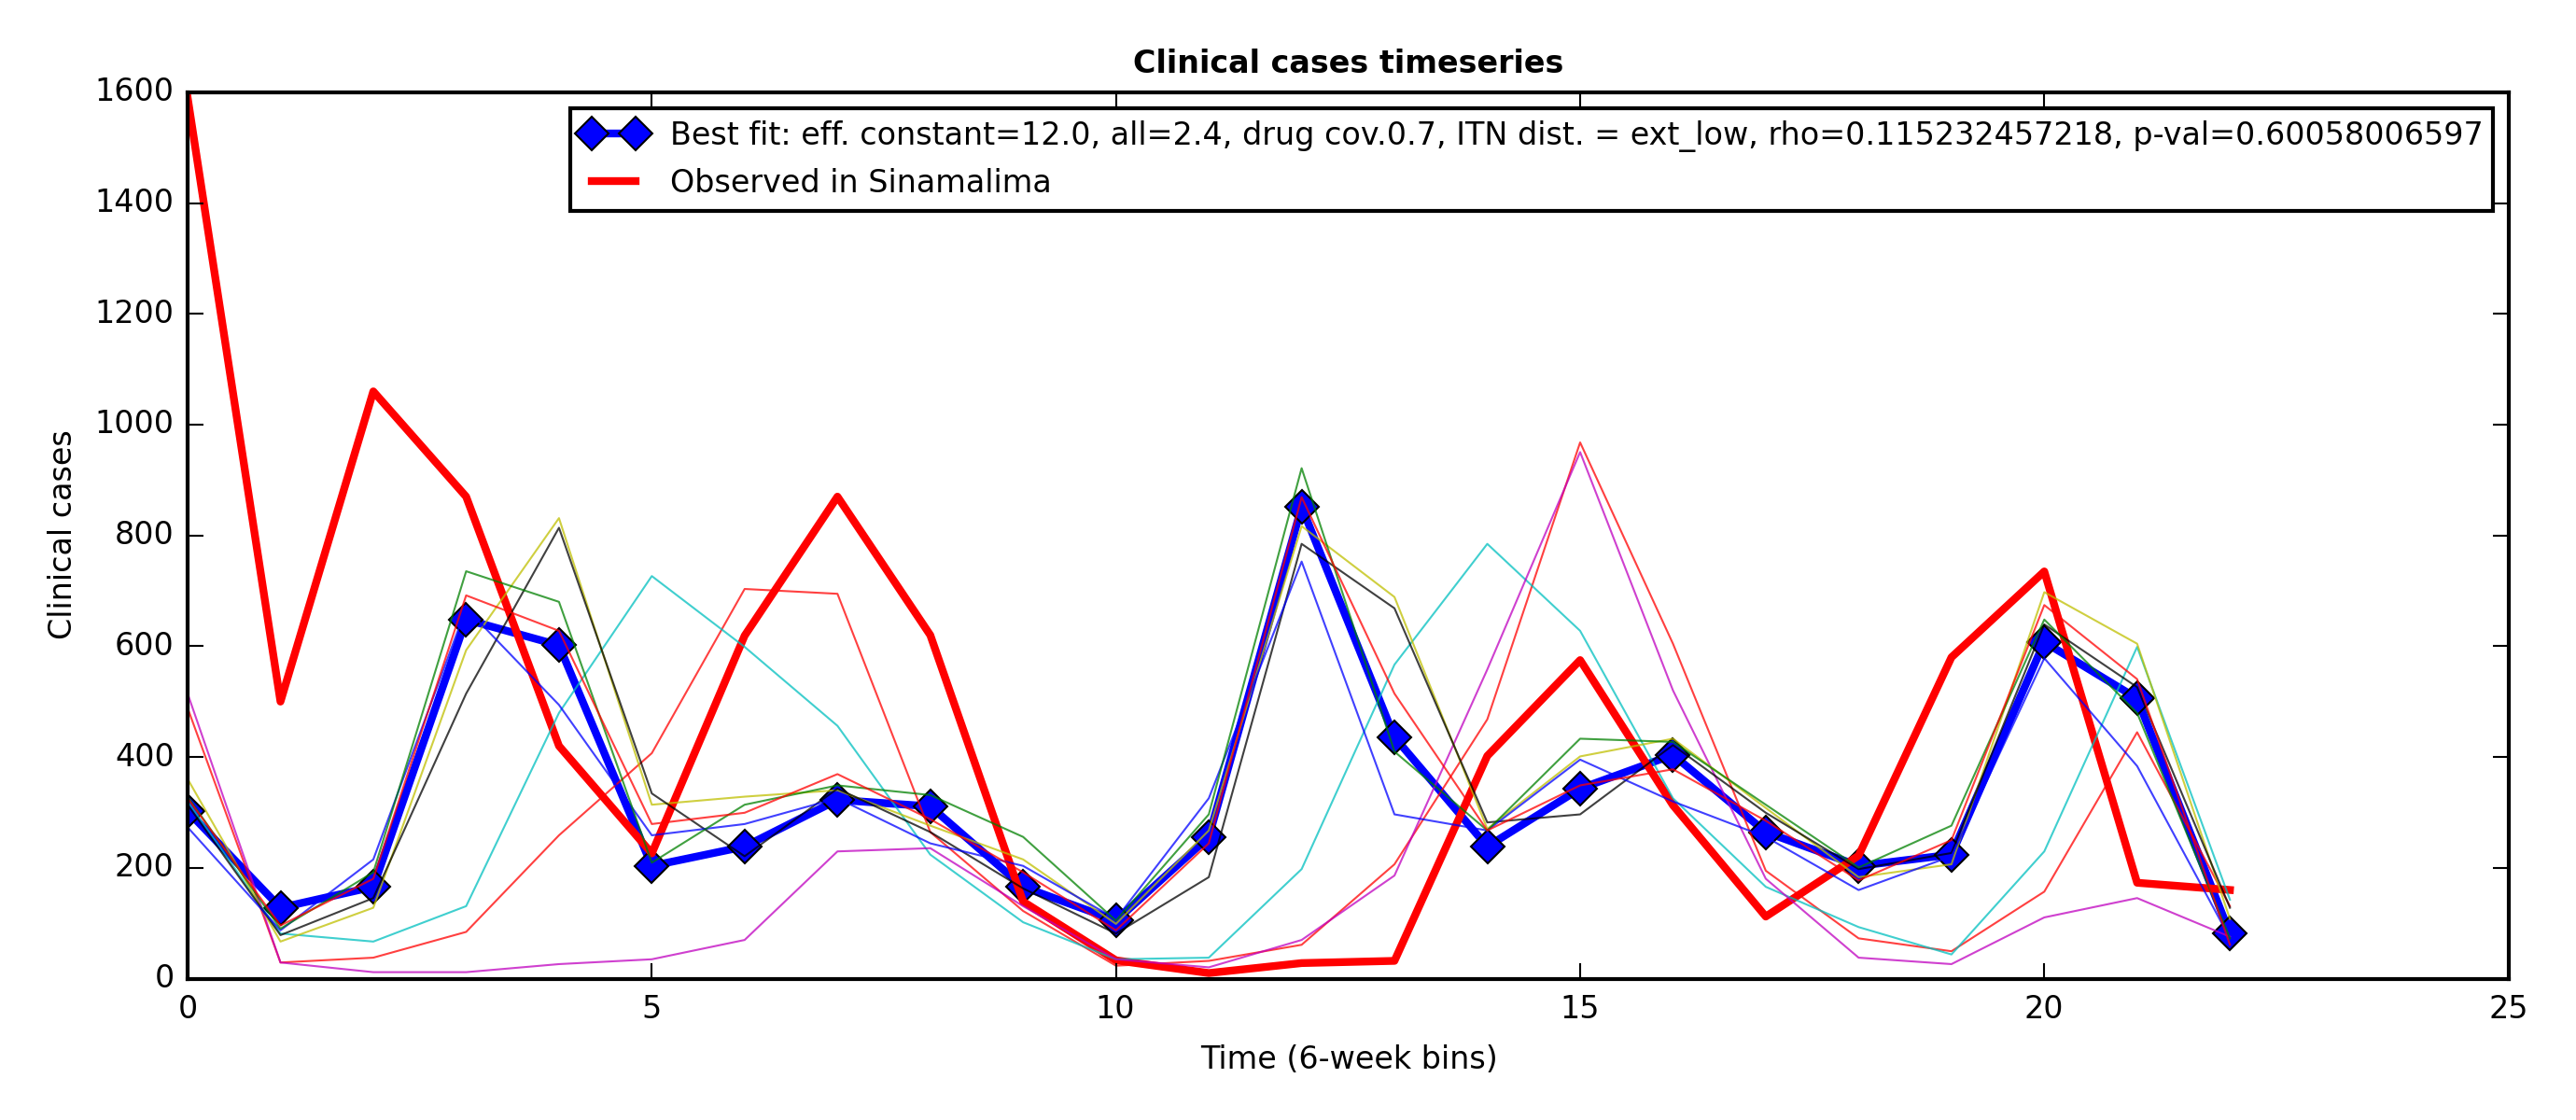 Clinical cases timeseries
1600
1400
1200
1000
800
600
400
200
0
Clinical cases
Best fit: eff. constant=12.0, all=2.4, drug cov.0.7, ITN dist. = ext_low, rho=0.115232457218, p-val=0.60058006597
Observed in Sinamalima
0 5 10 15 20 25
Time (6-week bins)